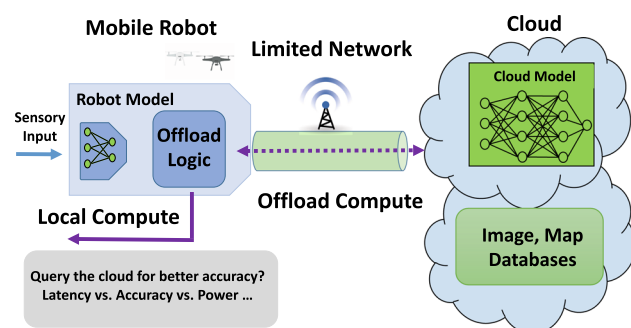 Mobile Robot
Limited Network
Cloud
Robot Model
Cloud Model
Sensory
Input
Offload
Logic
Local Compute
Offload Compute
Image, Map
Databases
Query the cloud for better accuracy?
Latency vs. Accuracy vs. Power ...